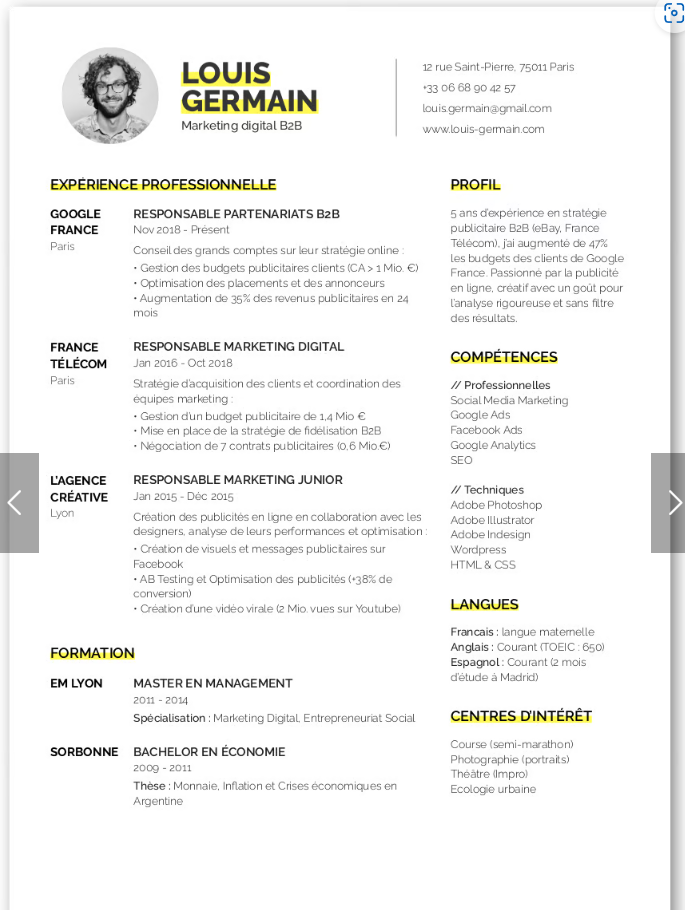 LOUIS
GERMAIN
Marketing digital B2B
12 rue Saint-Pierre, 75011 Paris
+33 06 68 90 42 57
louis.germain@gmail.com
www.louis-germain.com
EXPÉRIENCE PROFESSIONNELLE
GOOGLE
FRANCE
Paris
RESPONSABLE PARTENARIATS B2B
Nov 2018 - Présent
Conseil des grands comptes sur leur stratégie online :
• Gestion des budgets publicitaires clients (CA > 1 Mio. €)
• Optimisation des placements et des annonceurs
• Augmentation de 35% des revenus publicitaires en 24
mois
FRANCE
TÉLÉCOM
Paris
RESPONSABLE MARKETING DIGITAL
Jan 2016 - Oct 2018
Stratégie d'acquisition des clients et coordination des
équipes marketing :
• Gestion d'un budget publicitaire de 1,4 Mio €
• Mise en place de la stratégie de fidélisation B2B
• Négociation de 7 contrats publicitaires (0,6 Mio.€)
L'AGENCE
CRÉATIVE
Lyon
RESPONSABLE MARKETING JUNIOR
Jan 2015 - Déc 2015
Création des publicités en ligne en collaboration avec les
designers, analyse de leurs performances et optimisation :
• Création de visuels et messages publicitaires sur
Facebook
• AB Testing et Optimisation des publicités (+38% de
conversion)
• Création d'une vidéo virale (2 Mio. vues sur Youtube)
FORMATION
EM LYON
MASTER EN MANAGEMENT
2011 - 2014
Spécialisation : Marketing Digital, Entrepreneuriat Social
SORBONNE
BACHELOR EN ÉCONOMIE
2009 - 2011
Thèse : Monnaie, Inflation et Crises économiques en
Argentine
PROFIL
5 ans d'expérience en stratégie
publicitaire B2B (eBay, France
Télécom), j'ai augmenté de 47%
les budgets des clients de Google
France. Passionné par la publicité
en ligne, créatif avec un goût pour
l'analyse rigoureuse et sans filtre
des résultats.
COMPÉTENCES
// Professionnelles
Social Media Marketing
Google Ads
Facebook Ads
Google Analytics
SEO
// Techniques
Adobe Photoshop
Adobe Illustrator
Adobe Indesign
Wordpress
HTML & CSS
LANGUES
Francais : langue maternelle
Anglais : Courant (TOEIC : 650)
Espagnol : Courant (2 mois
d'étude à Madrid)
CENTRES D'INTÉRÊT
Course (semi-marathon)
Photographie (portraits)
Théâtre (Impro)
Ecologie urbaine